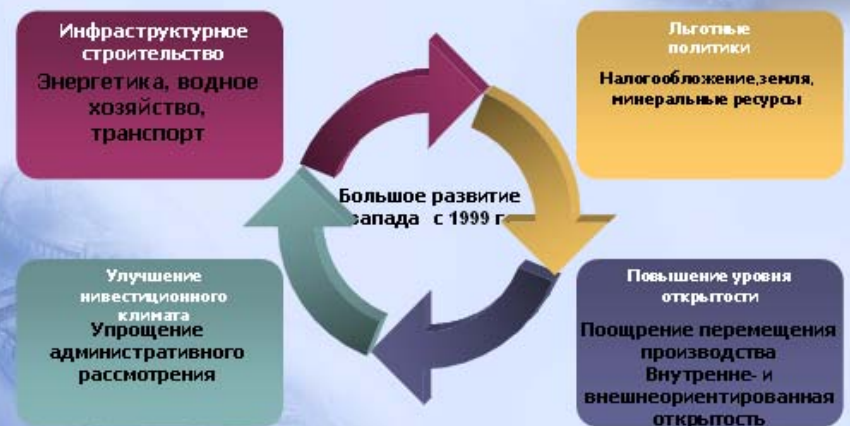 Инфраструктурное
строительство
Энергетика, водное
хозяйство,
транспорт
Льготные
политики
Налогообложение,земля,
минеральные ресурсы
Большое развитие
запада с 1999 г.
Улучшение
нивестиционного
климата
Упрощение
административного
рассмотрения
Повышение уровня
открытости
Поощрение перемещения
производства
Внутренне- и
внешнеориентированная
открытость